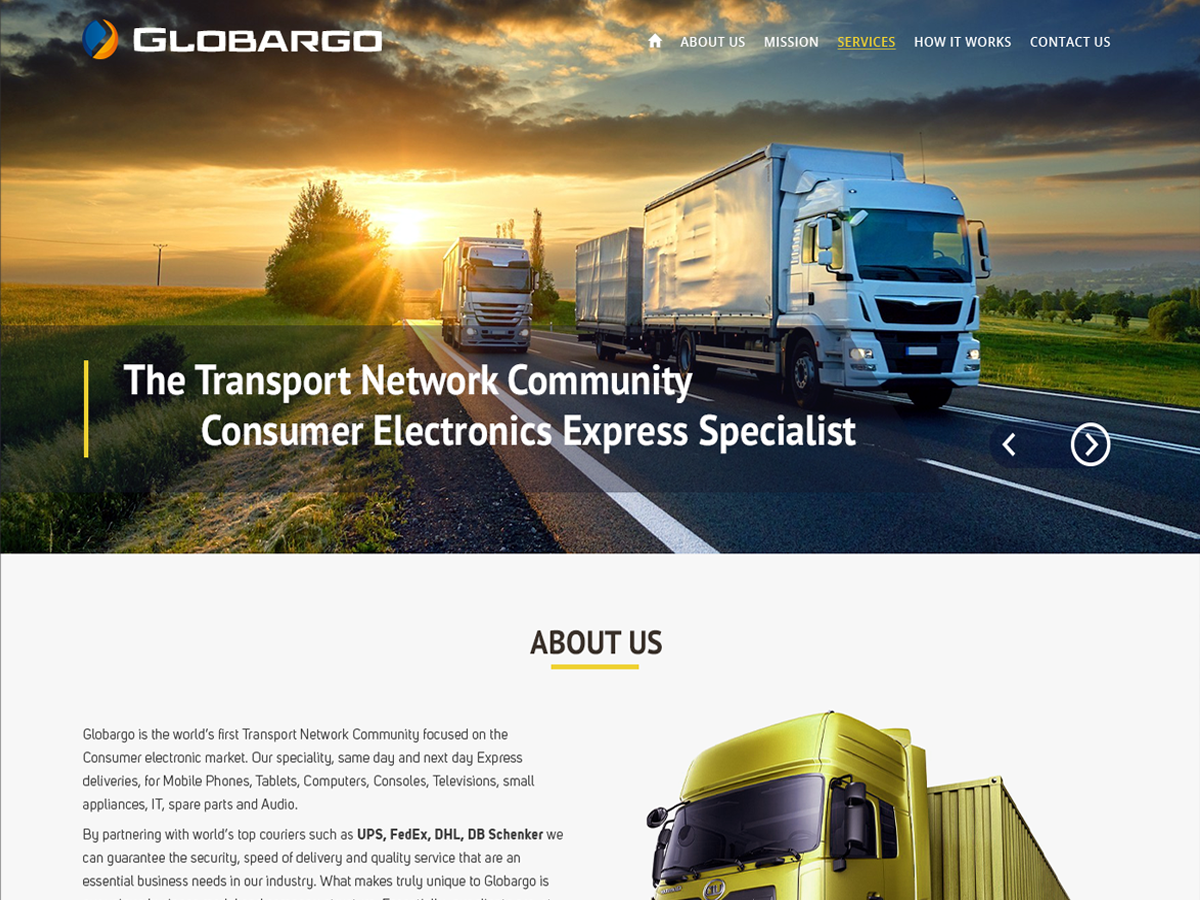 GLOBARGO
ABOUT US MISSION SERVICES HOW IT WORKS CONTACT US
The Transport Network Community
Consumer Electronics Express Specialist
ABOUT US
Globargo is the world's first Transport Network Community focused on the
Consumer electronic market. Our speciality, same day and next day Express
deliveries, for Mobile Phones, Tablets, Computers, Consoles, Televisions, small
appliances, IT, spare parts and Audio.
By partnering with world's top couriers such as UPS, FedEx, DHL, DB Schenker we
can guarantee the security, speed of delivery and quality service that are an
essential business needs in our industry. What makes truly unique to Globargo is